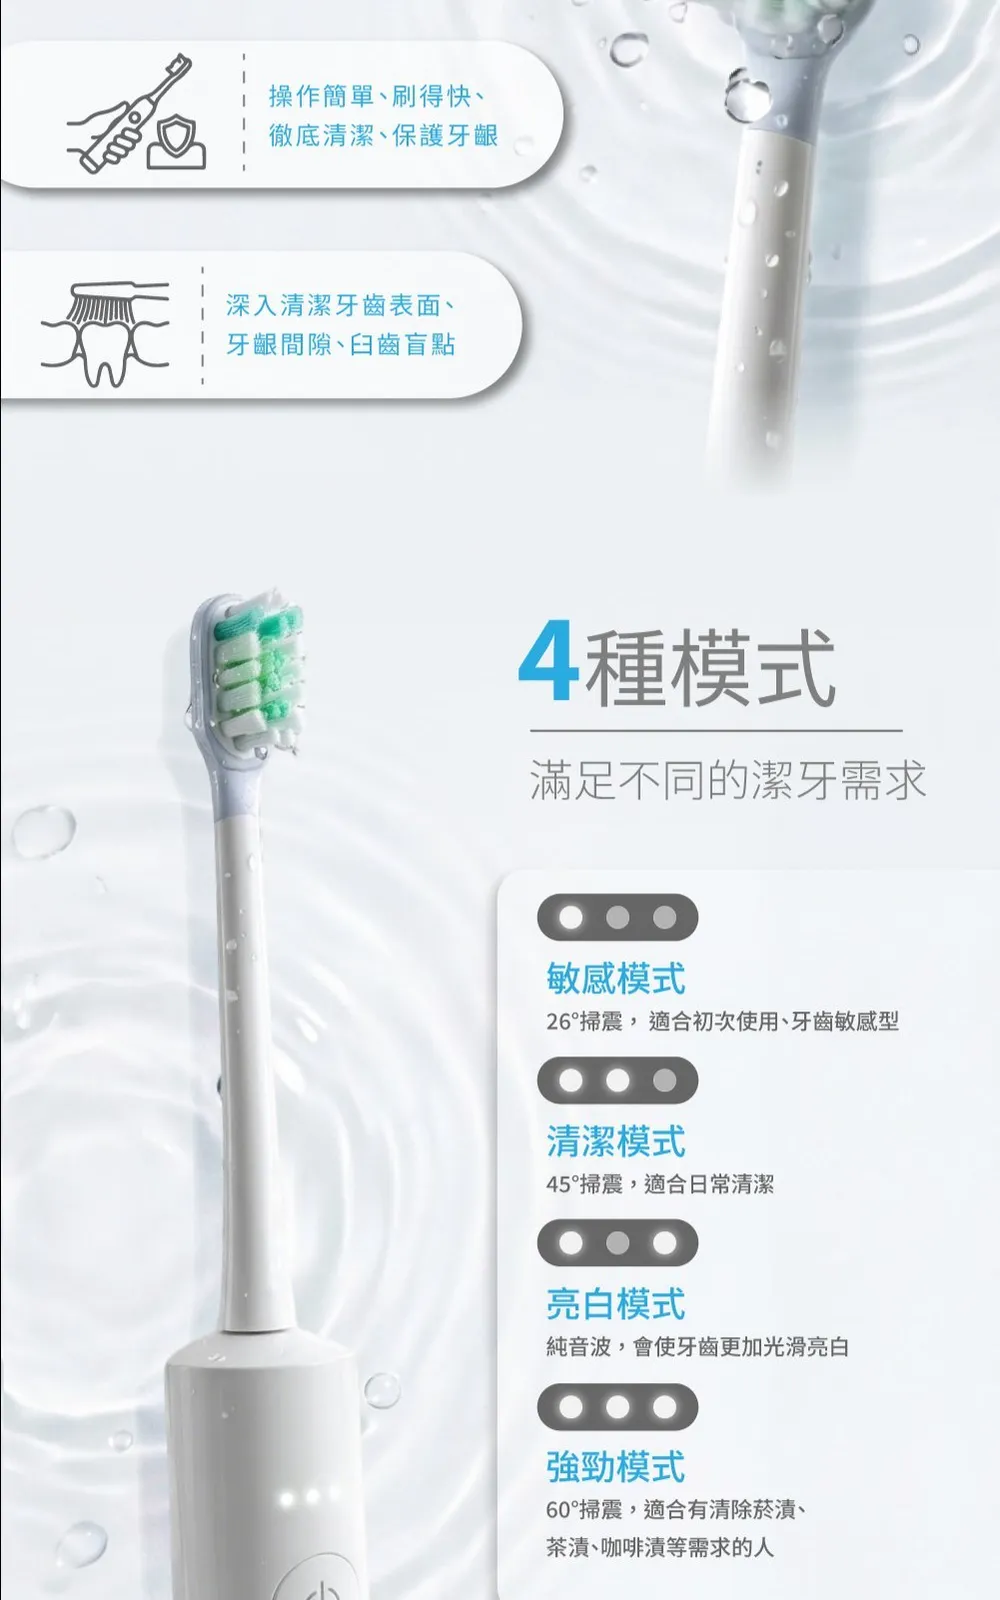 操作簡單、刷得快、
徹底清潔、保護牙齦
深入清潔牙齒表面、
牙齦間隙、臼齒盲點
4種模式
滿足不同的潔牙需求
敏感模式
26°掃震，適合初次使用、牙齒敏感型
清潔模式
45°掃震，適合日常清潔
亮白模式
純音波，會使牙齒更加光滑亮白
強勁模式
60°掃震，適合有清除菸漬、
茶漬、咖啡漬等需求的人